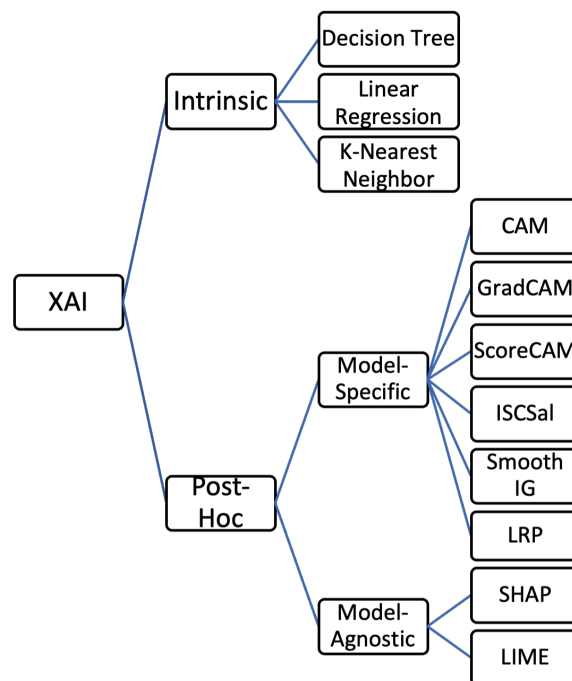 Decision Tree
Intrinsic
Linear
Regression
K-Nearest
Neighbor
XAI
Post-
Hoc
Model-
Specific
CAM
GradCAM
ScoreCAM
ISCSal
Smooth
IG
LRP
Model-
Agnostic
SHAP
LIME